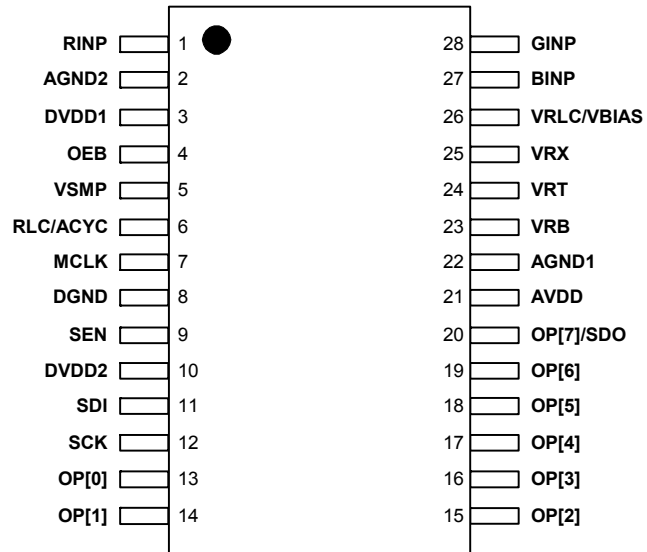 RINP 1 28 GINP
AGND2 2 27 BINP
DVDD1 3 26 VRLC/VBIAS
OEB 4 25 VRX
VSMP 5 24 VRT
RLC/ACYC 6 23 VRB
MCLK 7 22 AGND1
DGND 8 21 AVDD
SEN 9 20 OP[7]/SDO
DVDD2 10 19 OP[6]
SDI 11 18 OP[5]
SCK 12 17 OP[4]
OP[0] 13 16 OP[3]
OP[1] 14 15 OP[2]